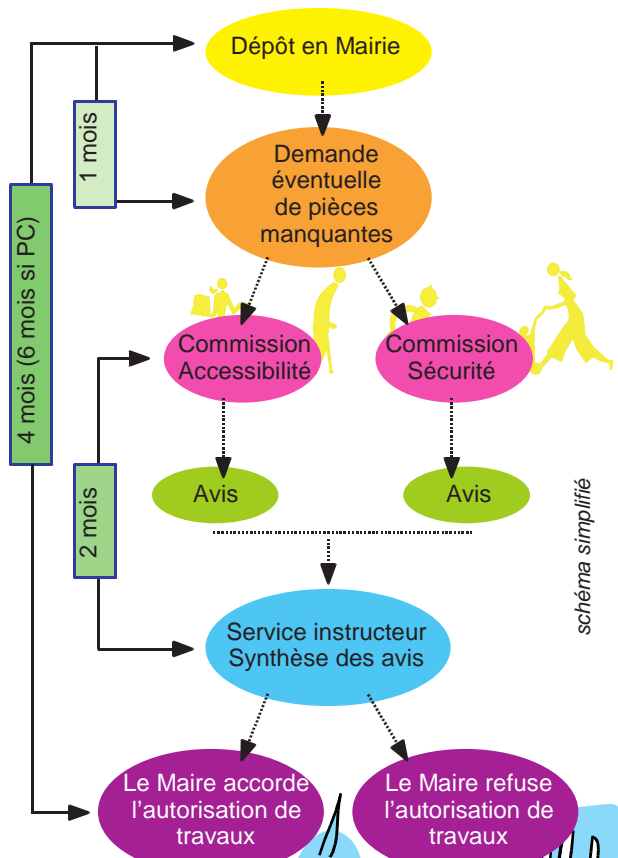 Dépôt en Mairie
1 mois
Demande
éventuelle
de pièces
manquantes
4 mois (6 mois si PC)
Commission
Accessibilité
Commission
Sécurité
2 mois
Avis
Avis
schéma simplifié
Service instructeur
Synthèse des avis
Le Maire accorde
l'autorisation de
travaux
Le Maire refuse
l'autorisation de
travaux